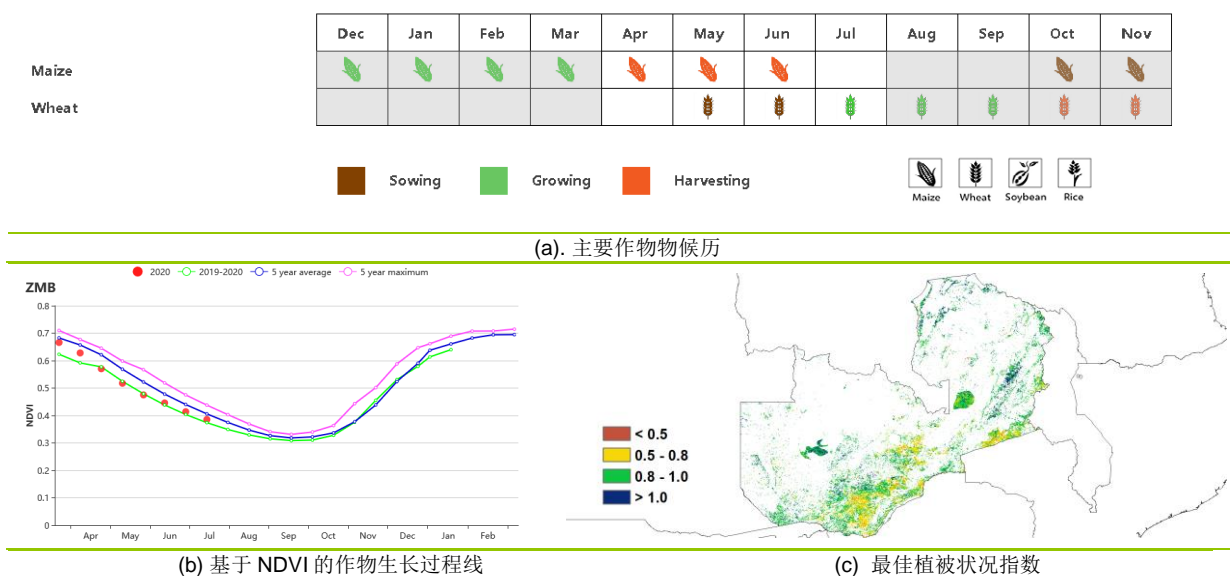 Dec Jan Feb Mar Apr May Jun Jul Aug Sep Oct Nov
Maize
Wheat
Sowing Growing Harvesting
Maize Wheat Soybean Rice
(a). 主要作物物候历
2020 2019-2020 5 year average 5 year maximum
ZMB
0.8
0.7
0.6
0.5
0.4
0.3
0.2
0.1
0
NDVI
Apr May Jun Jul Aug Sep Oct Nov Dec Jan Feb
< 0.5
0.5 - 0.8
0.8 - 1.0
> 1.0
(b) 基于 NDVI 的作物生长过程线
(c) 最佳植被状况指数